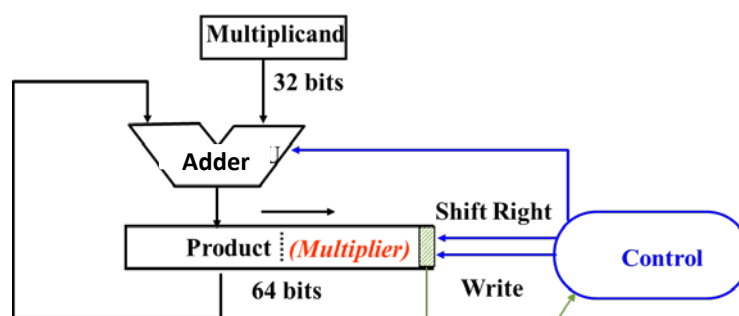 Multiplicand
32 bits
Adder
Shift Right
Product (Multiplier)
Control
64 bits
Write